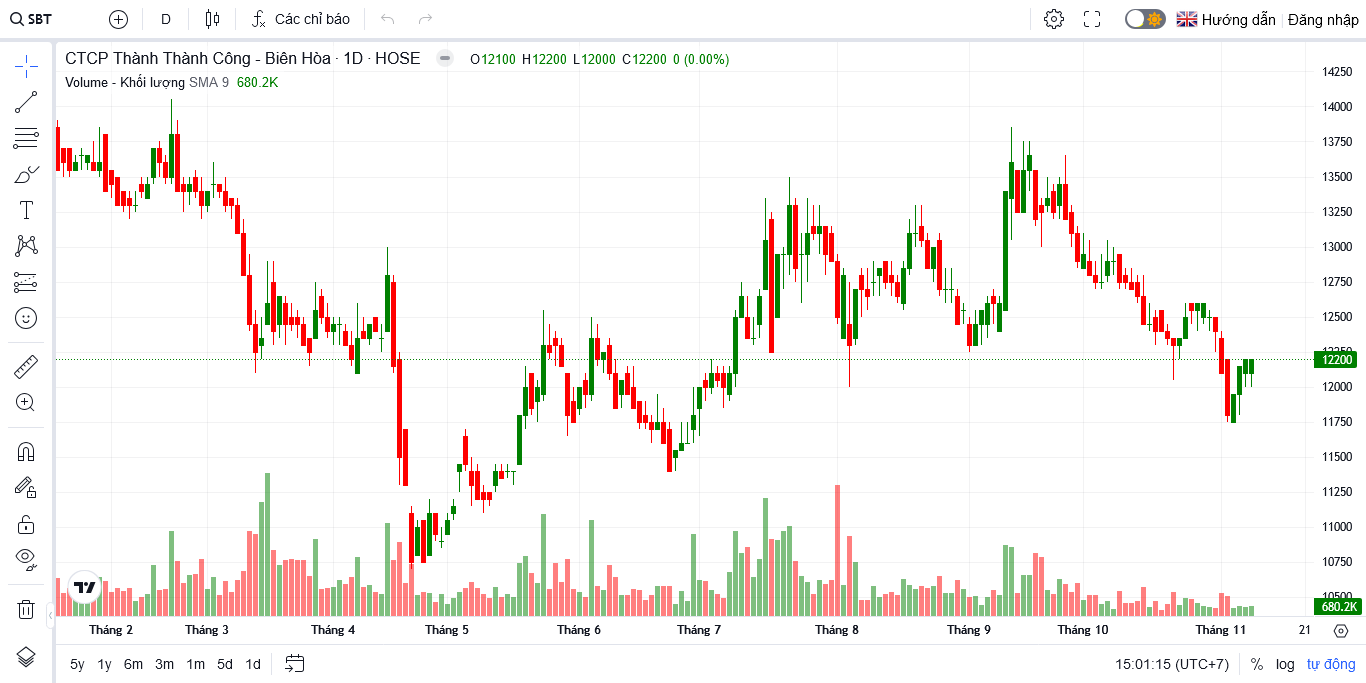 SBT
D
Các chỉ báo
Hướng dẫn
Đăng nhập
CTCP Thành Thành Công - Biên Hòa · 1D · HOSE
O12100 H12200 L12000 C12200 0 (0.00%)
Volume - Khối lượng SMA 9 680.2K
14250
14000
13750
13500
13250
13000
12750
12500
12250
12200
12000
11750
11500
11250
11000
10750
10500
680.2K
Tháng 2
Tháng 3
Tháng 4
Tháng 5
Tháng 6
Tháng 7
Tháng 8
Tháng 9
Tháng 10
Tháng 11
21
5y 1y 6m 3m 1m 5d 1d
15:01:15 (UTC+7)
% log tự động